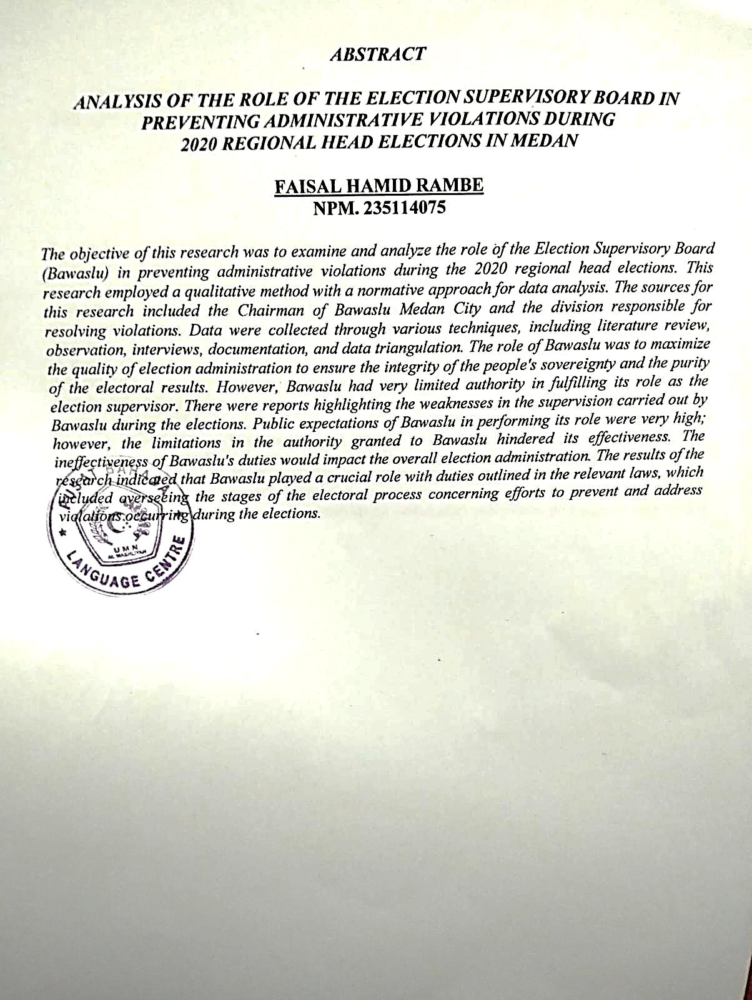 ABSTRACT
ANALYSIS OF THE ROLE OF THE ELECTION SUPERVISORY BOARD IN
PREVENTING ADMINISTRATIVE VIOLATIONS DURING
2020 REGIONAL HEAD ELECTIONS IN MEDAN
FAISAL HAMID RAMBE
NPM. 235114075
The objective of this research was to examine and analyze the role of the Election Supervisory Board
(Bawaslu) in preventing administrative violations during the 2020 regional head elections. This
research employed a qualitative method with a normative approach for data analysis. The sources for
this research included the Chairman of Bawaslu Medan City and the division responsible for
resolving violations. Data were collected through various techniques, including literature review,
observation, interviews, documentation, and data triangulation. The role of Bawaslu was to maximize
the quality of election administration to ensure the integrity of the people's sovereignty and the purity
of the electoral results. However, Bawaslu had very limited authority in fulfilling its role as the
election supervisor. There were reports highlighting the weaknesses in the supervision carried out by
Bawaslu during the elections. Public expectations of Bawaslu in performing its role were very high;
however, the limitations in the authority granted to Bawaslu hindered its effectiveness. The
ineffectiveness of Bawaslu's duties would impact the overall election administration. The results of the
research indicated that Bawaslu played a crucial role with duties outlined in the relevant laws, which
included overseeing the stages of the electoral process concerning efforts to prevent and address
violations occurring during the elections.
PUSAT BAHASA
UMN
AL WASHLIYAH
LANGUAGE CENTRE